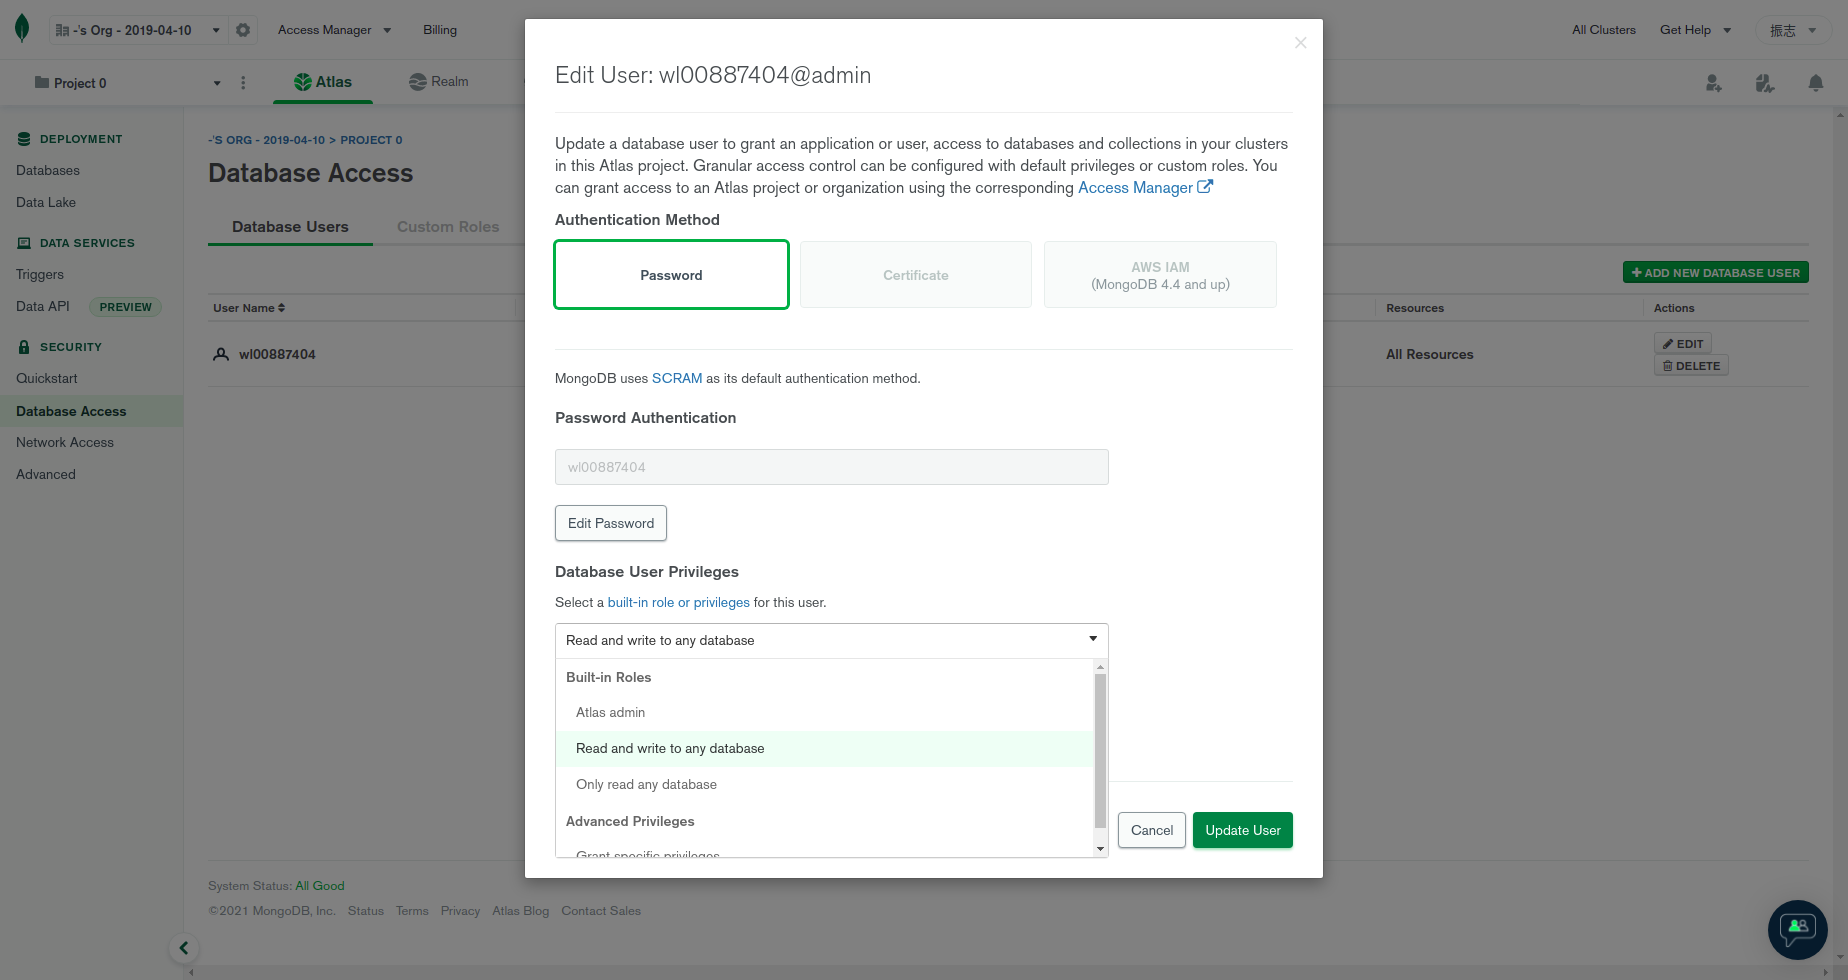 -'s Org - 2019-04-10
Access Manager
Billing
All Clusters
Get Help
振志
Project 0
Atlas
Realm
DEPLOYMENT
Databases
Data Lake
DATA SERVICES
Triggers
Data API PREVIEW
SECURITY
Quickstart
Database Access
Network Access
Advanced
-'S ORG - 2019-04-10 > PROJECT 0
Database Access
Database Users
Custom Roles
ADD NEW DATABASE USER
User Name
Resources
Actions
wl00887404
All Resources
EDIT
DELETE
Edit User: wl00887404@admin
Update a database user to grant an application or user, access to databases and collections in your clusters
in this Atlas project. Granular access control can be configured with default privileges or custom roles. You
can grant access to an Atlas project or organization using the corresponding Access Manager
Authentication Method
Password
Certificate
AWS IAM
(MongoDB 4.4 and up)
MongoDB uses SCRAM as its default authentication method.
Password Authentication
wl00887404
Edit Password
Database User Privileges
Select a built-in role or privileges for this user.
Read and write to any database
Built-in Roles
Atlas admin
Read and write to any database
Only read any database
Advanced Privileges
Grant specific privileges
Cancel
Update User
System Status: All Good
©2021 MongoDB, Inc. Status Terms Privacy Atlas Blog Contact Sales